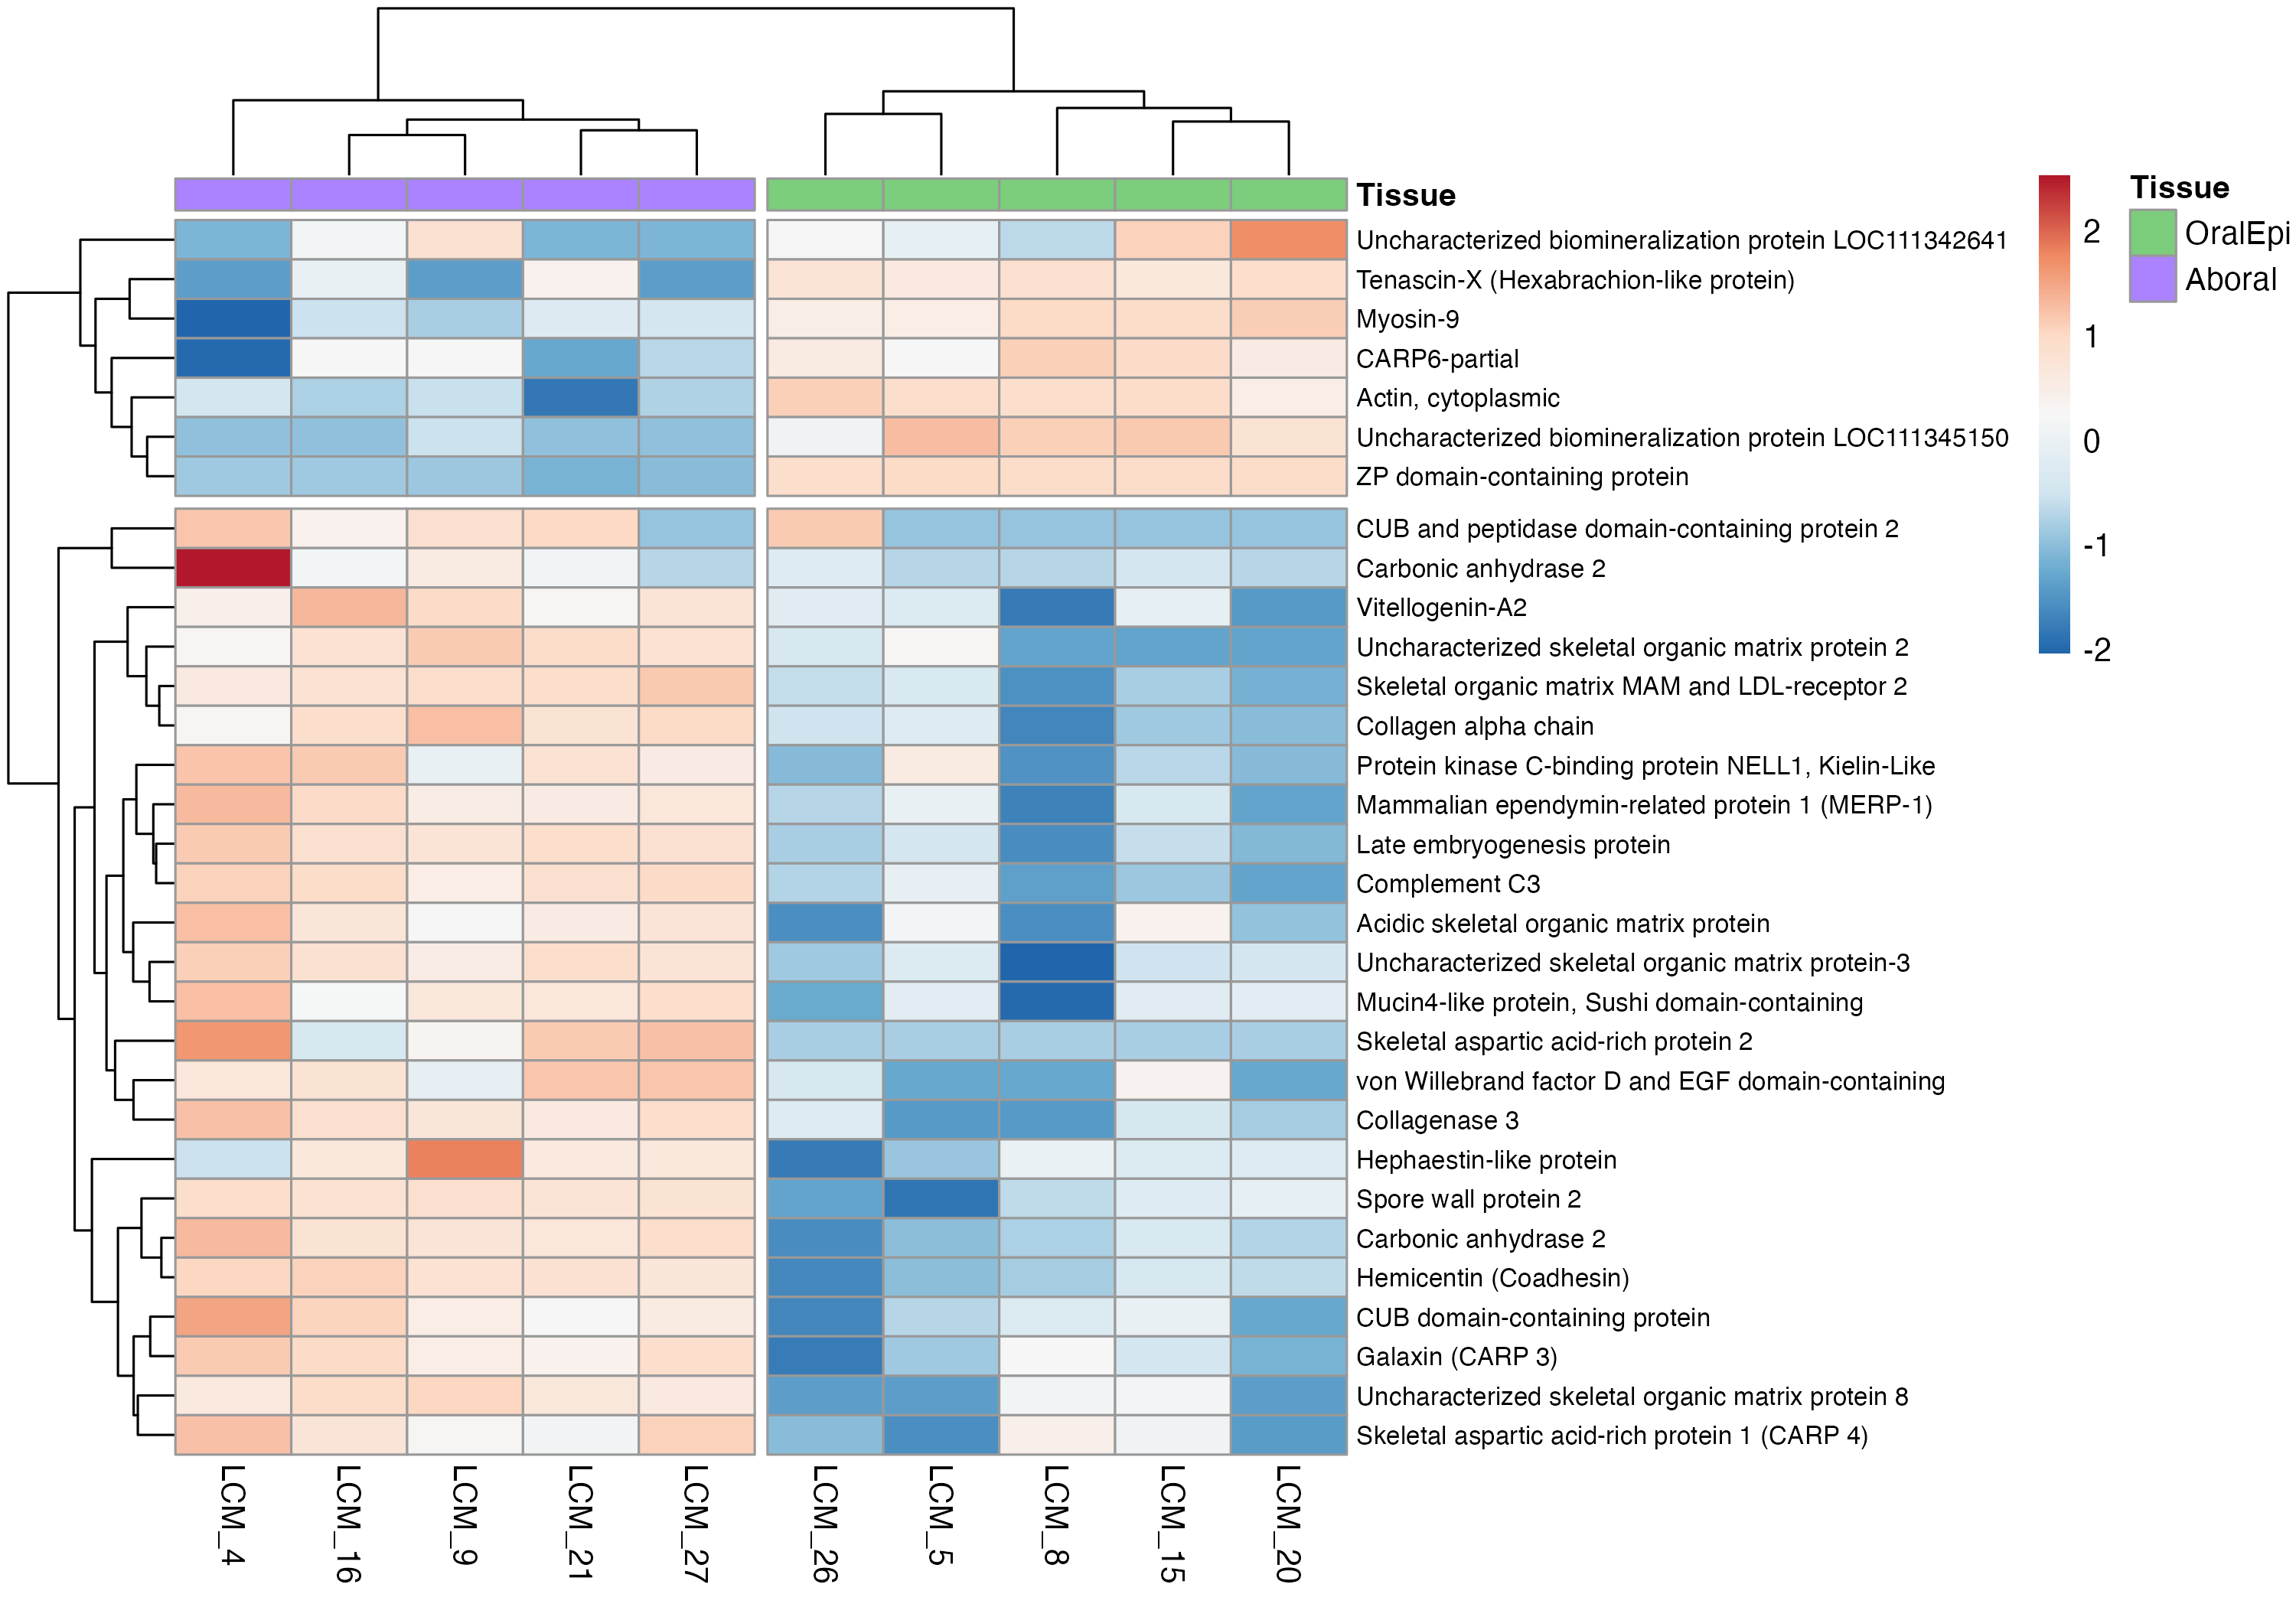 Tissue
Uncharacterized biomineralization protein LOC111342641
Tenascin-X (Hexabrachion-like protein)
Myosin-9
CARP6-partial
Actin, cytoplasmic
Uncharacterized biomineralization protein LOC111345150
ZP domain-containing protein
CUB and peptidase domain-containing protein 2
Carbonic anhydrase 2
Vitellogenin-A2
Uncharacterized skeletal organic matrix protein 2
Skeletal organic matrix MAM and LDL-receptor 2
Collagen alpha chain
Protein kinase C-binding protein NELL1, Kielin-Like
Mammalian ependymin-related protein 1 (MERP-1)
Late embryogenesis protein
Complement C3
Acidic skeletal organic matrix protein
Uncharacterized skeletal organic matrix protein-3
Mucin4-like protein, Sushi domain-containing
Skeletal aspartic acid-rich protein 2
von Willebrand factor D and EGF domain-containing
Collagenase 3
Hephaestin-like protein
Spore wall protein 2
Carbonic anhydrase 2
Hemicentin (Coadhesin)
CUB domain-containing protein
Galaxin (CARP 3)
Uncharacterized skeletal organic matrix protein 8
Skeletal aspartic acid-rich protein 1 (CARP 4)
LCM_4
LCM_16
LCM_9
LCM_21
LCM_27
LCM_26
LCM_5
LCM_8
LCM_15
LCM_20
2
1
0
-1
-2
Tissue
OralEpi
Aboral